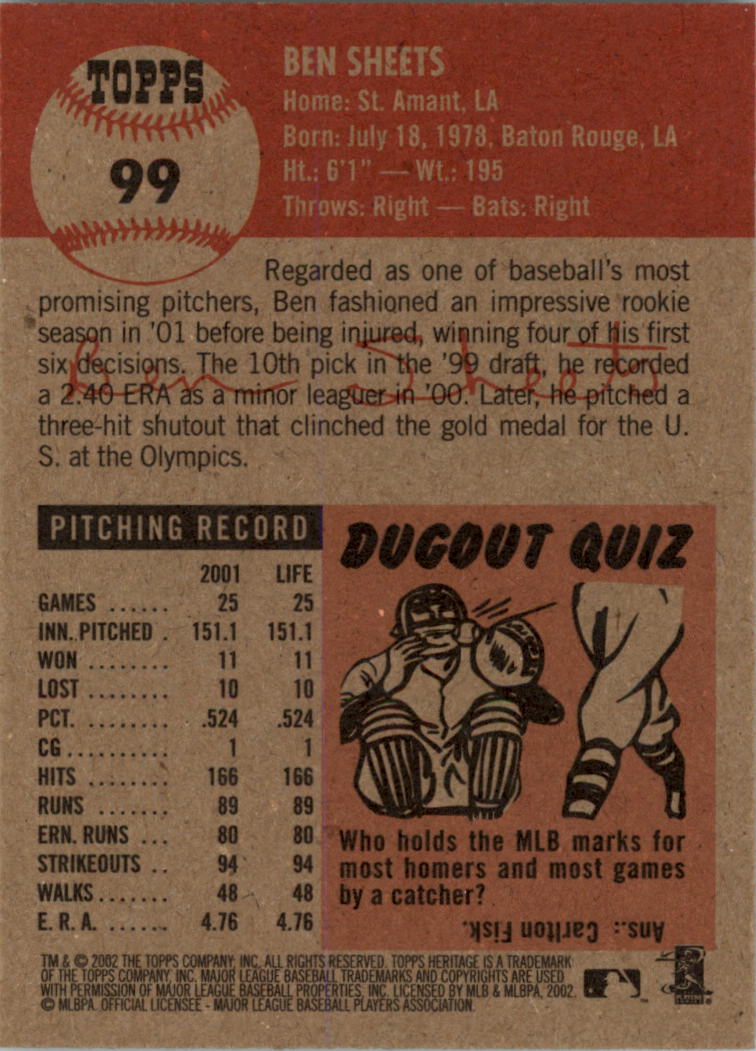 TOPPS
99
BEN SHEETS
Home: St. Amant, LA
Born: July 18, 1978, Baton Rouge, LA
Ht.: 6'1" — Wt.: 195
Throws: Right — Bats: Right
Regarded as one of baseball's most
promising pitchers, Ben fashioned an impressive rookie
season in '01 before being injured, winning four of his first
six decisions. The 10th pick in the '99 draft, he recorded
a 2.40 ERA as a minor leaguer in '00. Later, he pitched a
three-hit shutout that clinched the gold medal for the U.
S. at the Olympics.
Ben Sheets
PITCHING RECORD
2001 LIFE
GAMES ...... 25 25
INN. PITCHED . 151.1 151.1
WON ........ 11 11
LOST ........ 10 10
PCT. ........ .524 .524
CG .......... 1 1
HITS ........ 166 166
RUNS ....... 89 89
ERN. RUNS ... 80 80
STRIKEOUTS .. 94 94
WALKS ....... 48 48
E. R. A. ...... 4.76 4.76
DUGOUT QUIZ
Who holds the MLB marks for
most homers and most games
by a catcher?
Ans.: Carlton Fisk.
TM & © 2002 THE TOPPS COMPANY, INC. ALL RIGHTS RESERVED. TOPPS HERITAGE IS A TRADEMARK
OF THE TOPPS COMPANY, INC. MAJOR LEAGUE BASEBALL TRADEMARKS AND COPYRIGHTS ARE USED
WITH PERMISSION OF MAJOR LEAGUE BASEBALL PROPERTIES, INC. LICENSED BY MLB & MLBPA, 2002.
© MLBPA. OFFICIAL LICENSEE - MAJOR LEAGUE BASEBALL PLAYERS ASSOCIATION.